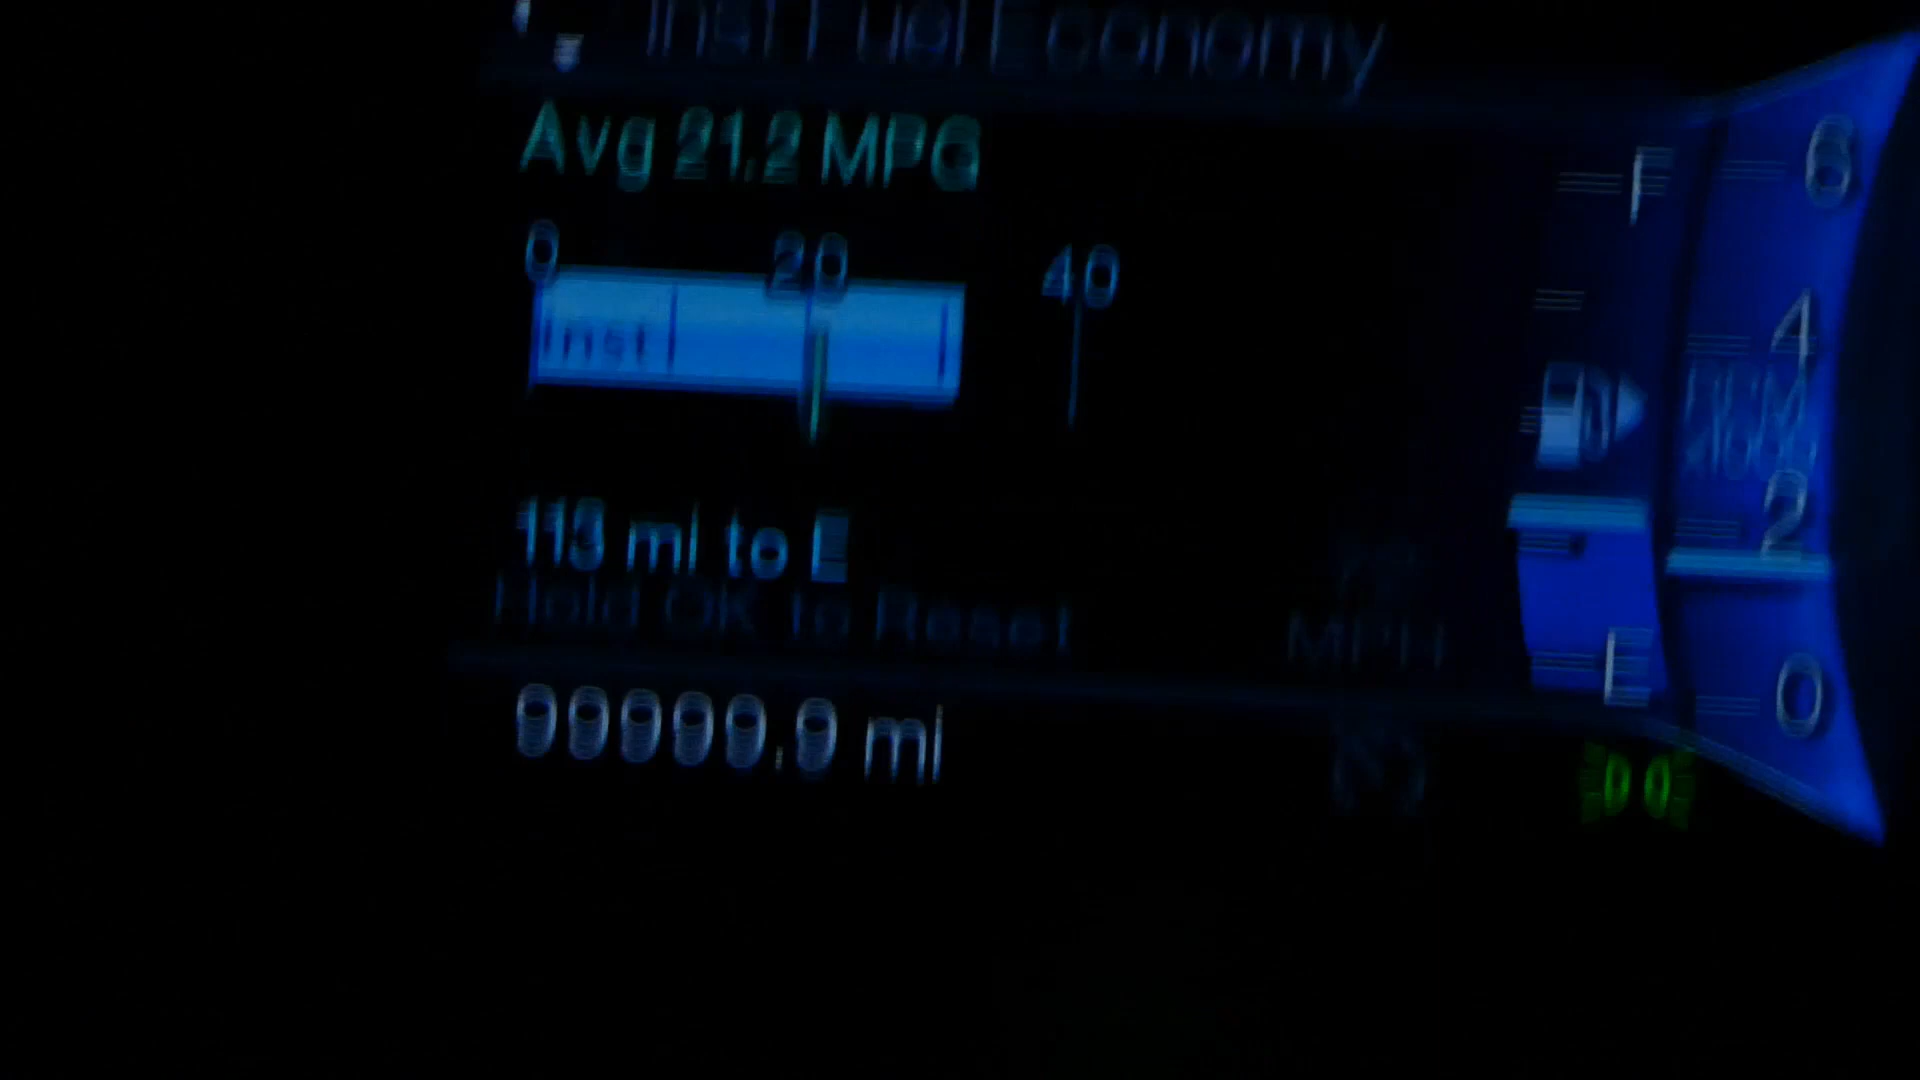 Inst Fuel Economy
Avg 21.2 MPG
0 20 40
Inst
113 mi to E
Hold OK to Reset
MPH
99999.9 mi
F
E
6
4
2
0